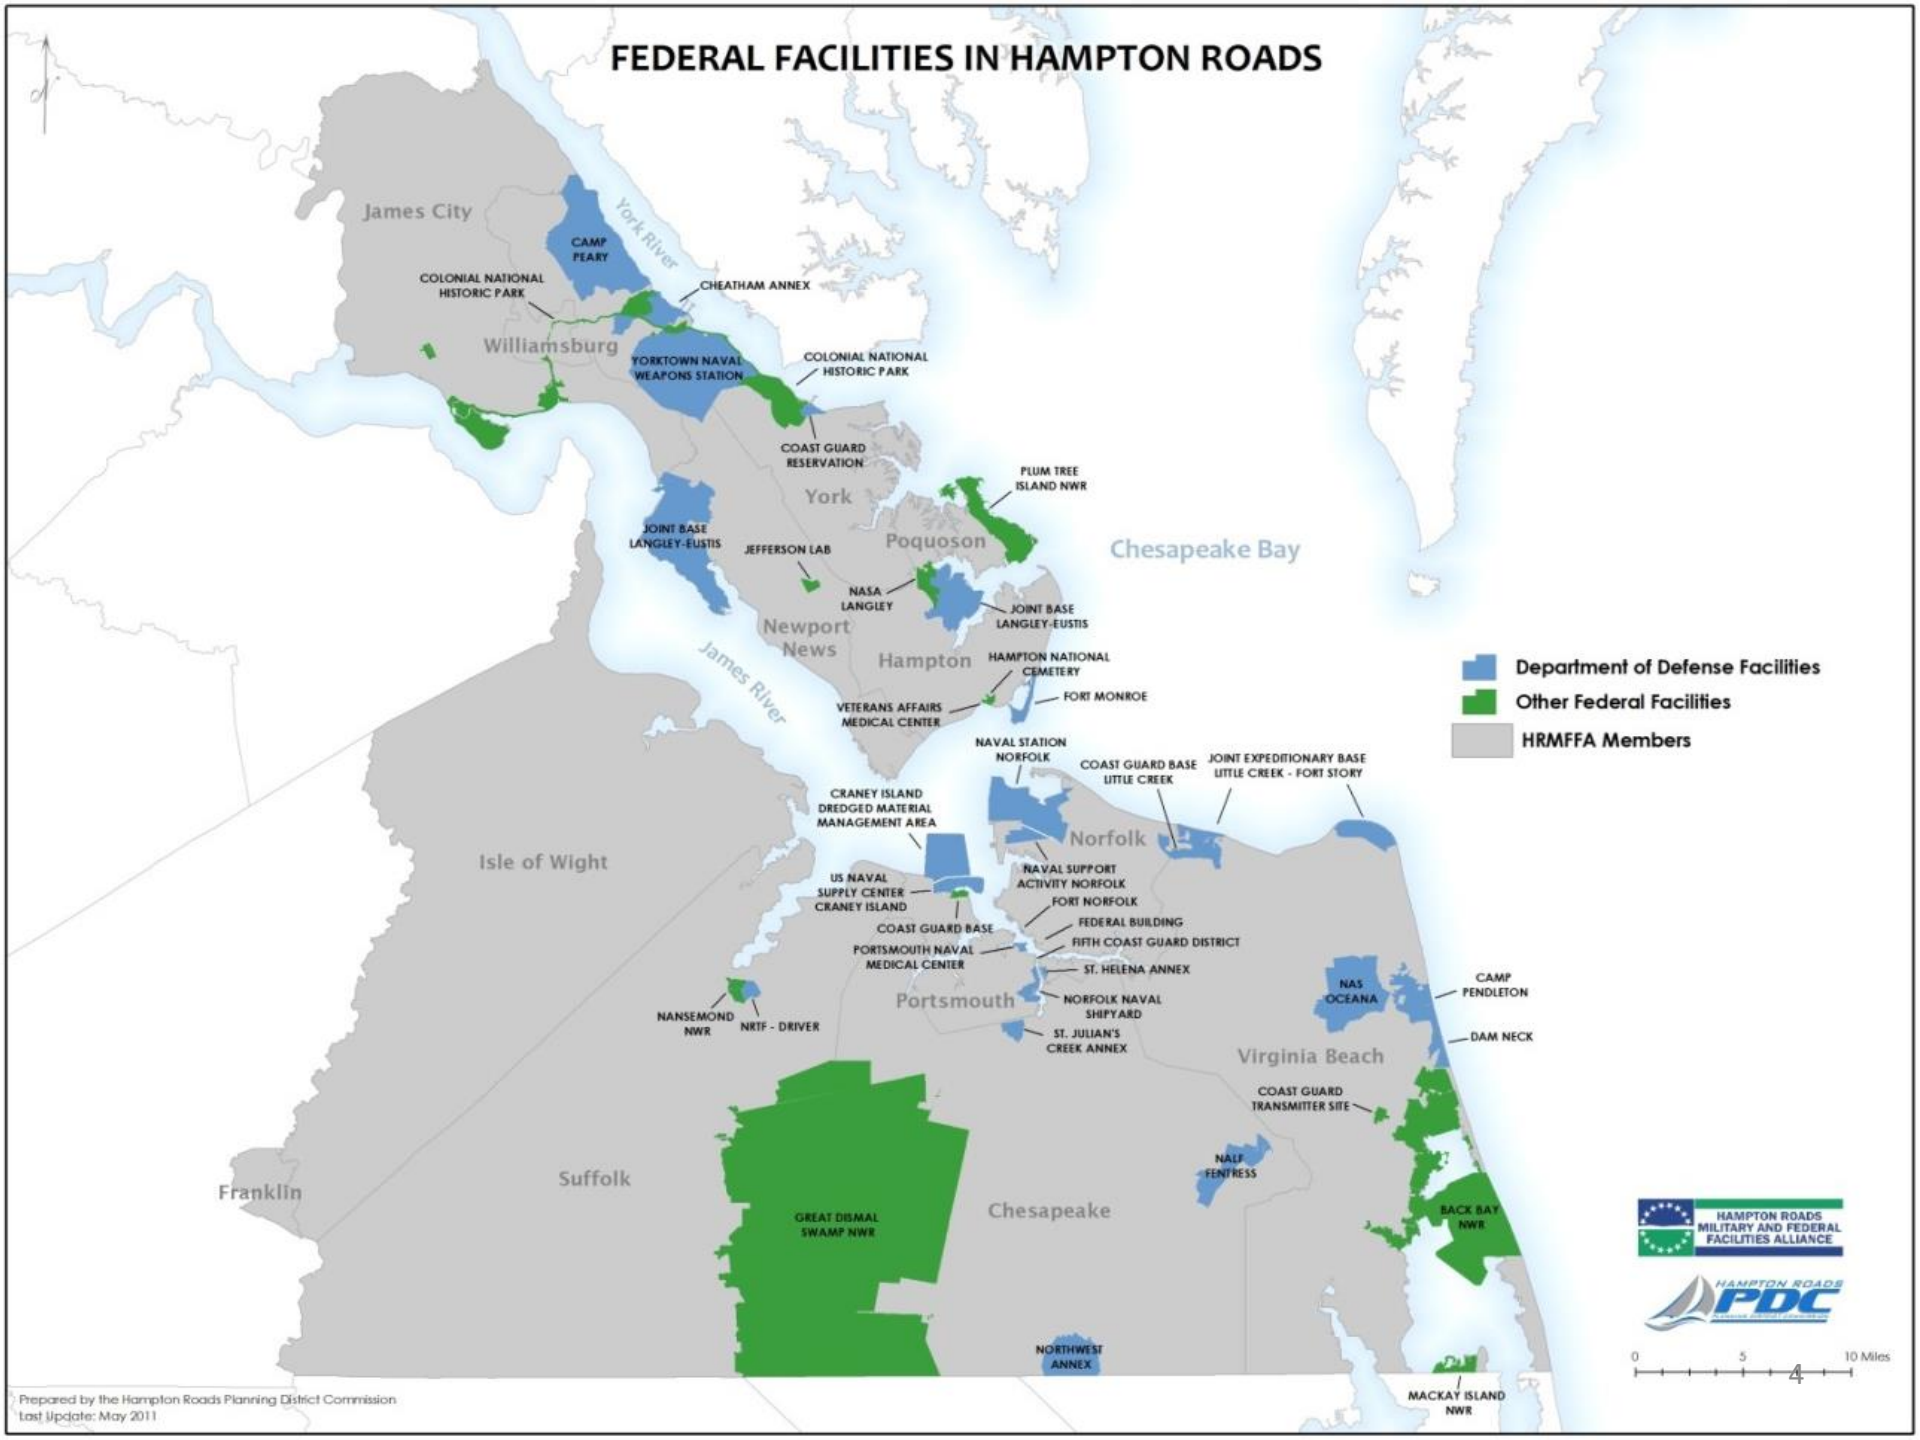 FEDERAL FACILITIES IN HAMPTON ROADS
James City
York River
CAMP
PEARY
COLONIAL NATIONAL
HISTORIC PARK
CHEATHAM ANNEX
Williamsburg
YORKTOWN NAVAL
WEAPONS STATION
COLONIAL NATIONAL
HISTORIC PARK
COAST GUARD
RESERVATION
York
PLUM TREE
ISLAND NWR
JOINT BASE
LANGLEY-EUSTIS
JEFFERSON LAB
Poquoson
Chesapeake Bay
NASA
LANGLEY
JOINT BASE
LANGLEY-EUSTIS
Newport
News
James River
Hampton
HAMPTON NATIONAL
CEMETERY
FORT MONROE
VETERANS AFFAIRS
MEDICAL CENTER
Department of Defense Facilities
Other Federal Facilities
HRMFFA Members
NAVAL STATION
NORFOLK
COAST GUARD BASE
LITTLE CREEK
JOINT EXPEDITIONARY BASE
LITTLE CREEK - FORT STORY
CRANEY ISLAND
DREDGED MATERIAL
MANAGEMENT AREA
Norfolk
Isle of Wight
US NAVAL
SUPPLY CENTER
CRANEY ISLAND
NAVAL SUPPORT
ACTIVITY NORFOLK
FORT NORFOLK
COAST GUARD BASE
FEDERAL BUILDING
FIFTH COAST GUARD DISTRICT
PORTSMOUTH NAVAL
MEDICAL CENTER
ST. HELENA ANNEX
Portsmouth
NORFOLK NAVAL
SHIPYARD
NAS
OCEANA
CAMP
PENDLETON
NANSEMOND
NWR
NRTF - DRIVER
ST. JULIAN'S
CREEK ANNEX
DAM NECK
Virginia Beach
COAST GUARD
TRANSMITTER SITE
NALF
FENTRESS
Franklin
Suffolk
GREAT DISMAL
SWAMP NWR
Chesapeake
BACK BAY
NWR
HAMPTON ROADS
MILITARY AND FEDERAL
FACILITIES ALLIANCE
HAMPTON ROADS
PDC
NORTHWEST
ANNEX
0 5 10 Miles
4
MACKAY ISLAND
NWR
Prepared by the Hampton Roads Planning District Commission
Last Update: May 2011